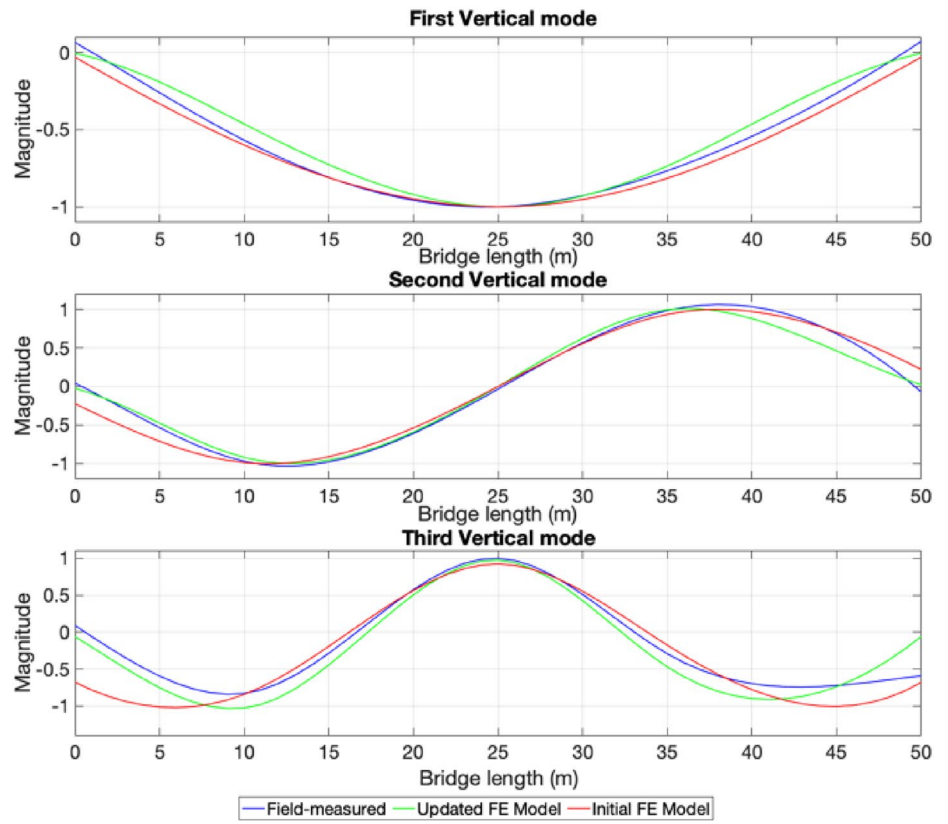 First Vertical mode
0
-0.5
-1
Magnitude
0 5 10 15 20 25 30 35 40 45 50
Bridge length (m)
Second Vertical mode
1
0.5
0
-0.5
-1
Magnitude
0 5 10 15 20 25 30 35 40 45 50
Bridge length (m)
Third Vertical mode
1
0.5
0
-0.5
-1
Magnitude
0 5 10 15 20 25 30 35 40 45 50
Bridge length (m)
Field-measured Updated FE Model Initial FE Model